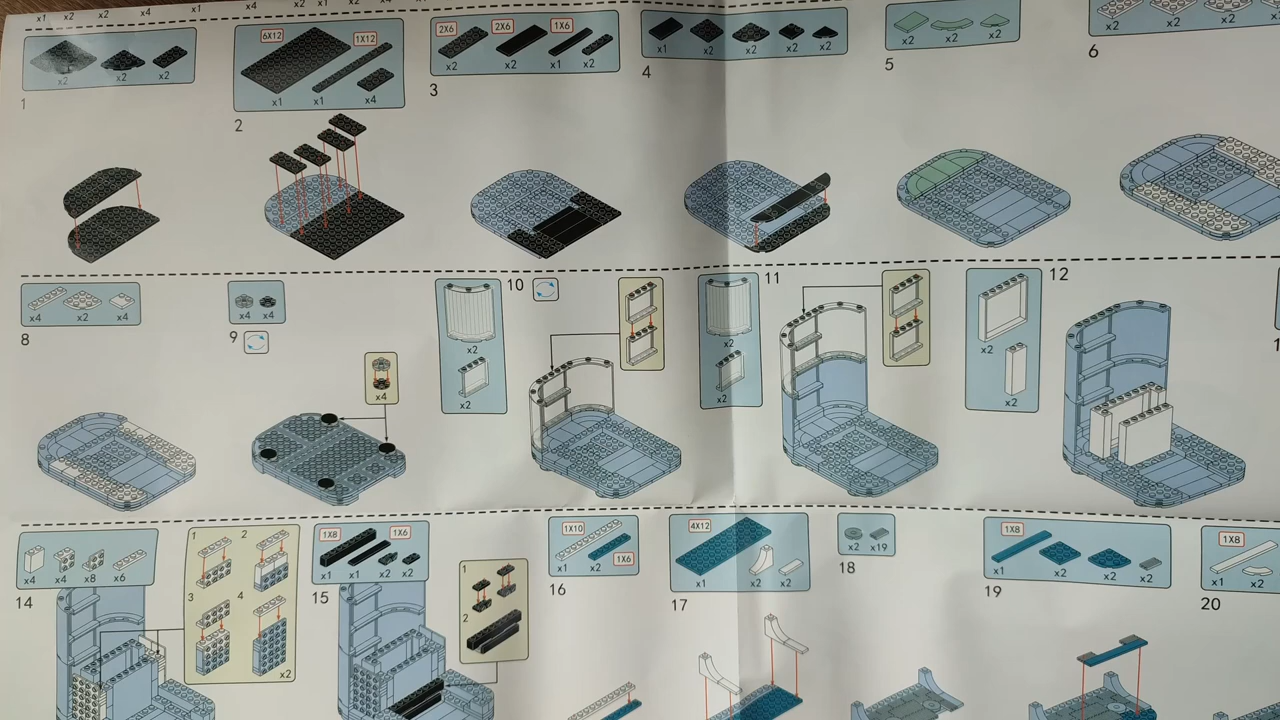 x1 x2 x2 x4 x1 x4 x2 x1 x2 x4 x1
x2 x2 x2
1
6X12 1X12
x1 x1 x4
2
2X6 2X6 1X6
x2 x2 x1 x2
3
x1 x2 x2 x2 x2
4
x2 x2 x2
5
x2 x2 x2 x2
6
x4 x2 x4
8
x4 x4
9
x4
x2
x2
10
x2
x2
11
x2
x2
12
1
x4 x4 x8 x6
14
1 2
3 4
x2
1X8 1X6
x1 x1 x2 x2
15
1
2
1X10
1X6
x1 x2
16
4X12
x1 x2 x2
17
x2 x19
18
1X8
x1 x2 x2 x2
19
1X8
x1 x2
20